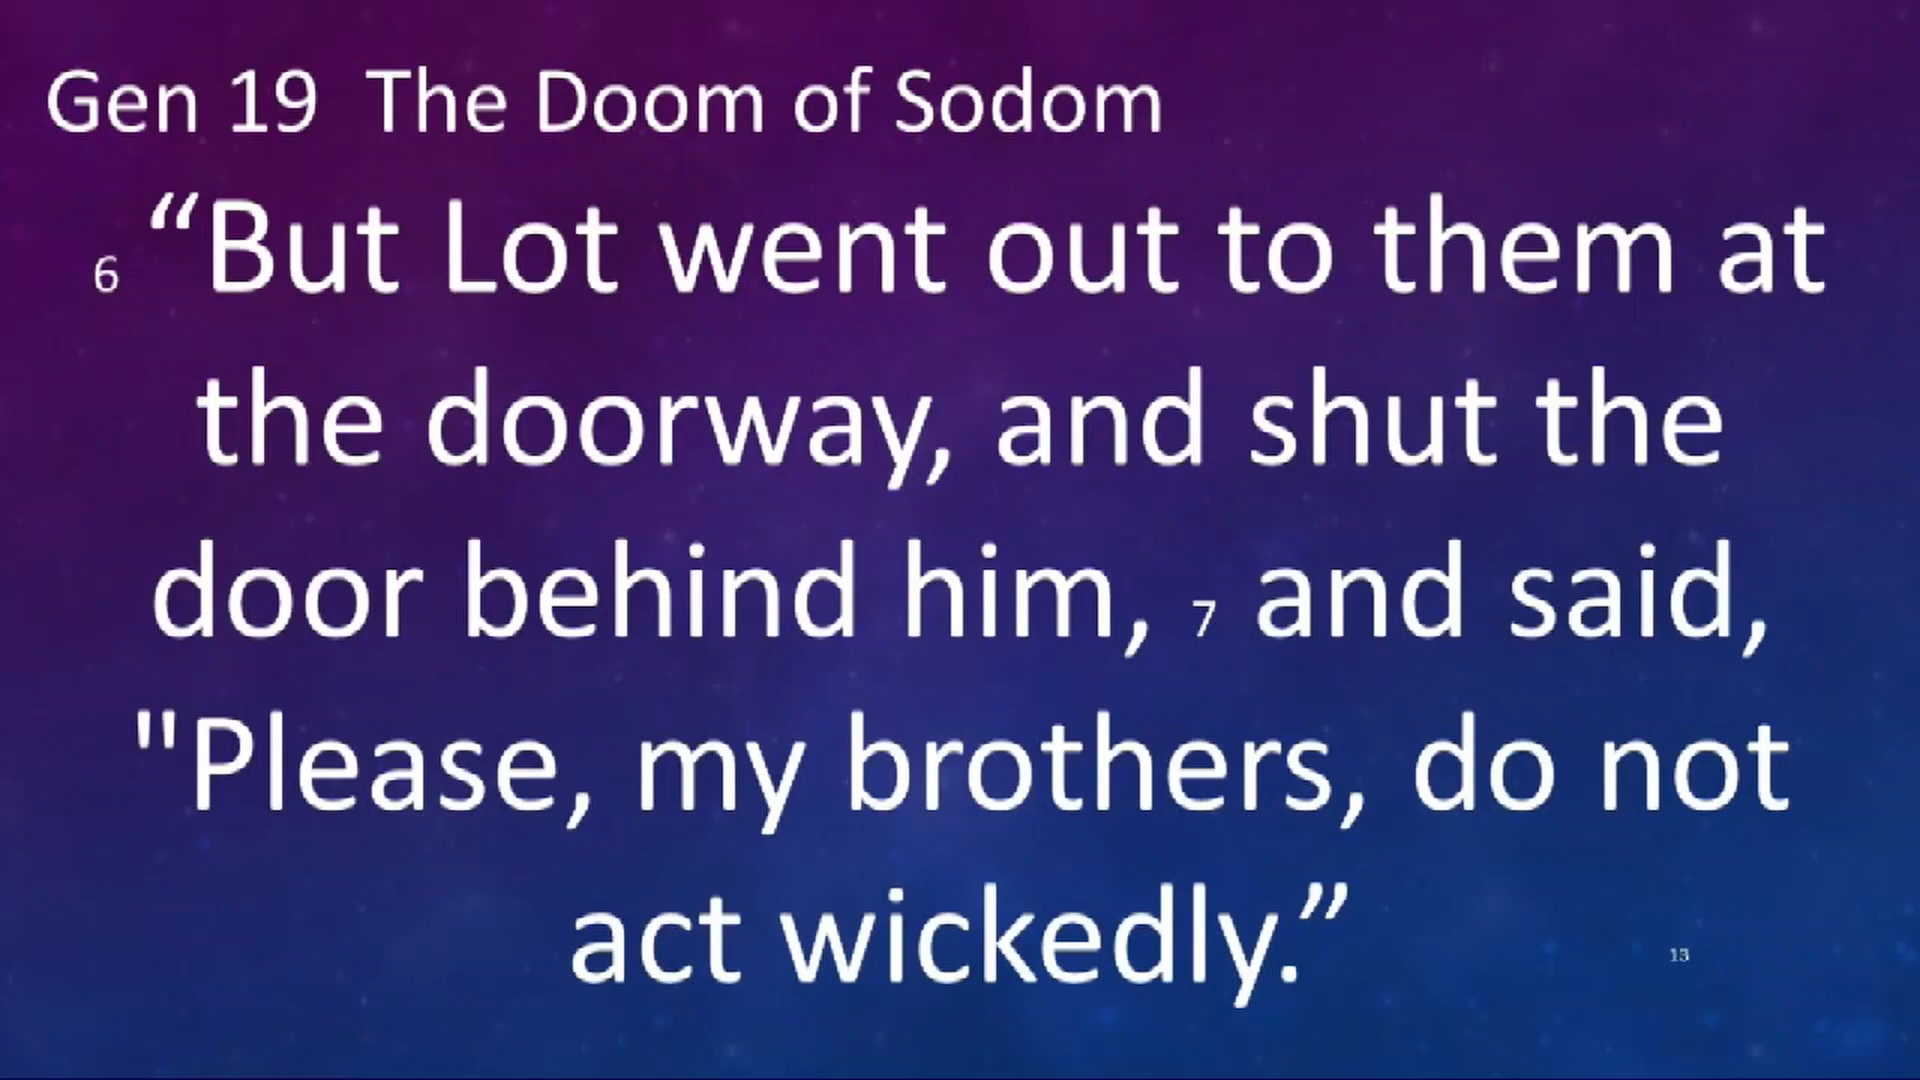 Gen 19  The Doom of Sodom
6 “But Lot went out to them at
the doorway, and shut the
door behind him, 7 and said,
"Please, my brothers, do not
act wickedly.”
13